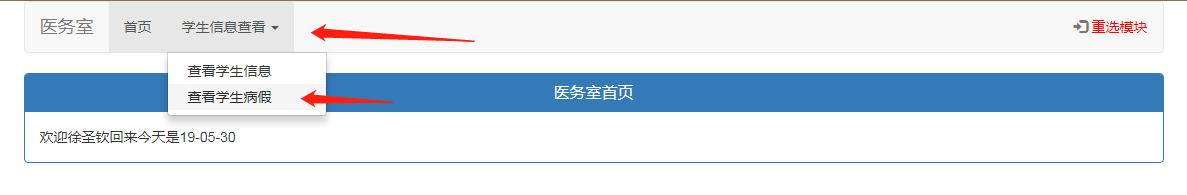 医务室 首页 学生信息查看 重选模块
查看学生信息
查看学生病假
医务室首页
欢迎徐圣钦回来今天是19-05-30